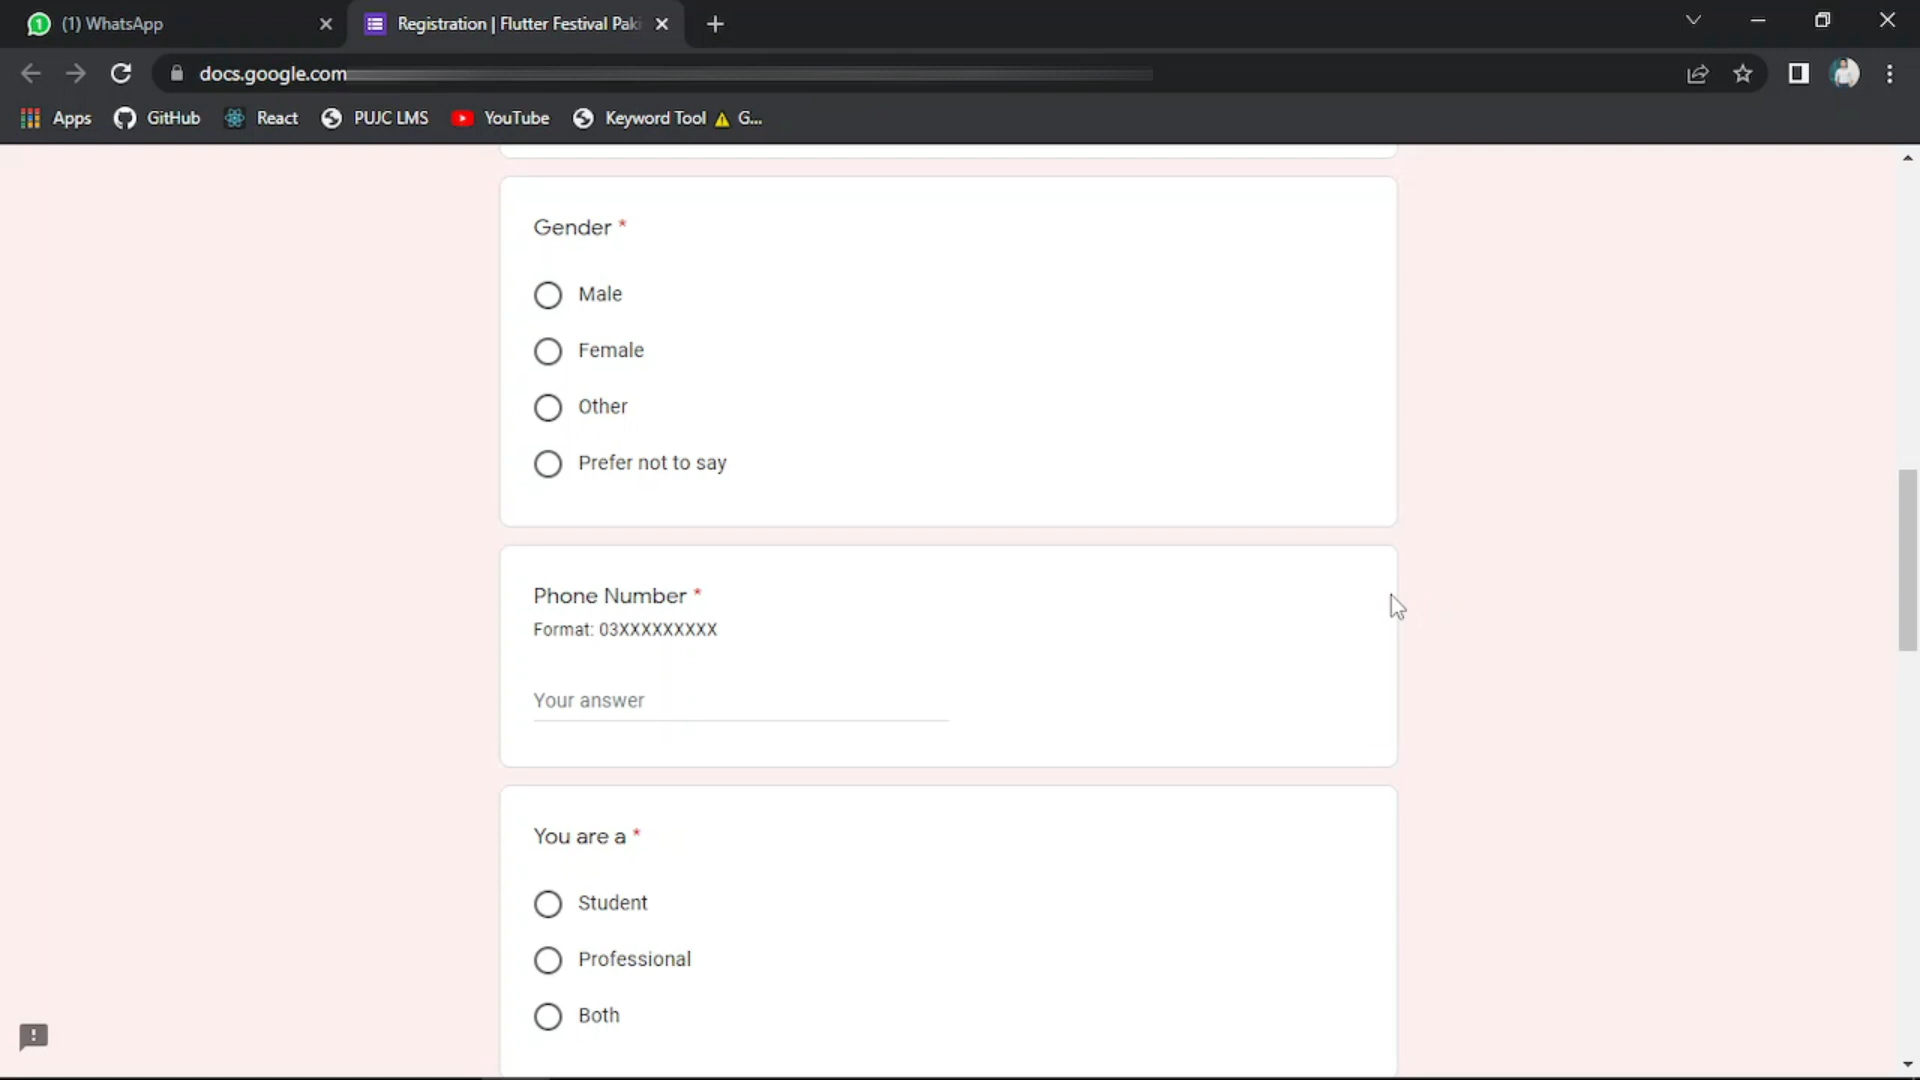 (1) WhatsApp
Registration | Flutter Festival Pak
docs.google.com
Apps
GitHub
React
PUJC LMS
YouTube
Keyword Tool
G...
Gender *
Male
Female
Other
Prefer not to say
Phone Number *
Format: 03XXXXXXXXX
Your answer
You are a *
Student
Professional
Both